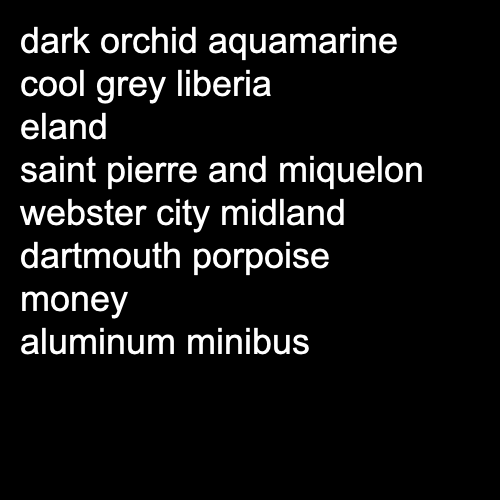 dark orchid aquamarine
cool grey liberia
eland
saint pierre and miquelon
webster city midland
dartmouth porpoise
money
aluminum minibus